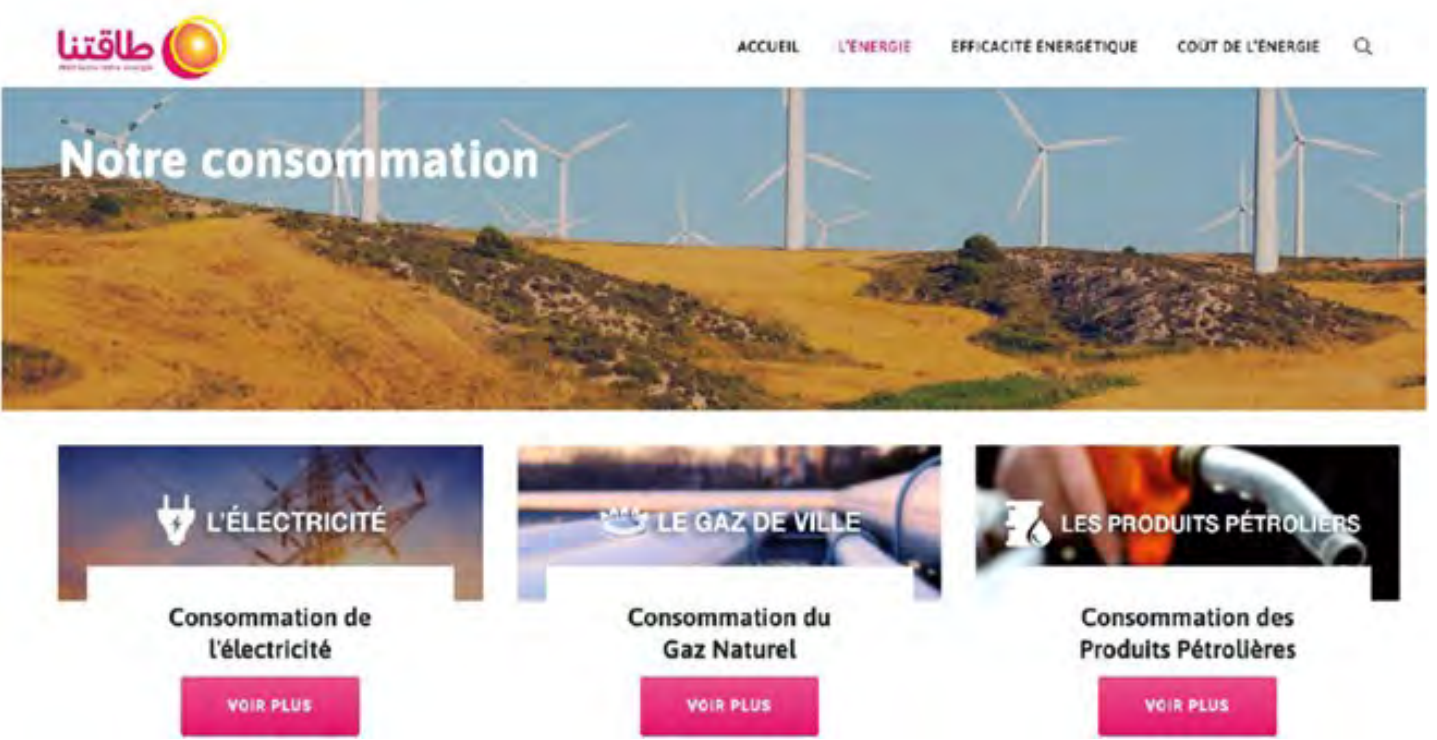 طاقتنا
ACCUEIL L'ÉNERGIE EFFICACITÉ ÉNERGÉTIQUE COÛT DE L'ÉNERGIE
Notre consommation
L'ÉLECTRICITÉ
Consommation de
l'électricité
VOIR PLUS
LE GAZ DE VILLE
Consommation du
Gaz Naturel
VOIR PLUS
LES PRODUITS PÉTROLIERS
Consommation des
Produits Pétrolières
VOIR PLUS